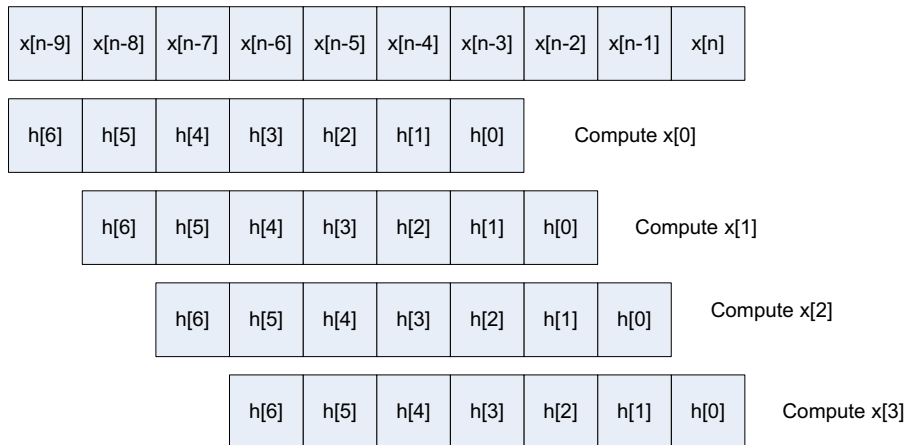 x[n-9] x[n-8] x[n-7] x[n-6] x[n-5] x[n-4] x[n-3] x[n-2] x[n-1] x[n]
h[6] h[5] h[4] h[3] h[2] h[1] h[0] Compute x[0]
h[6] h[5] h[4] h[3] h[2] h[1] h[0] Compute x[1]
h[6] h[5] h[4] h[3] h[2] h[1] h[0] Compute x[2]
h[6] h[5] h[4] h[3] h[2] h[1] h[0] Compute x[3]